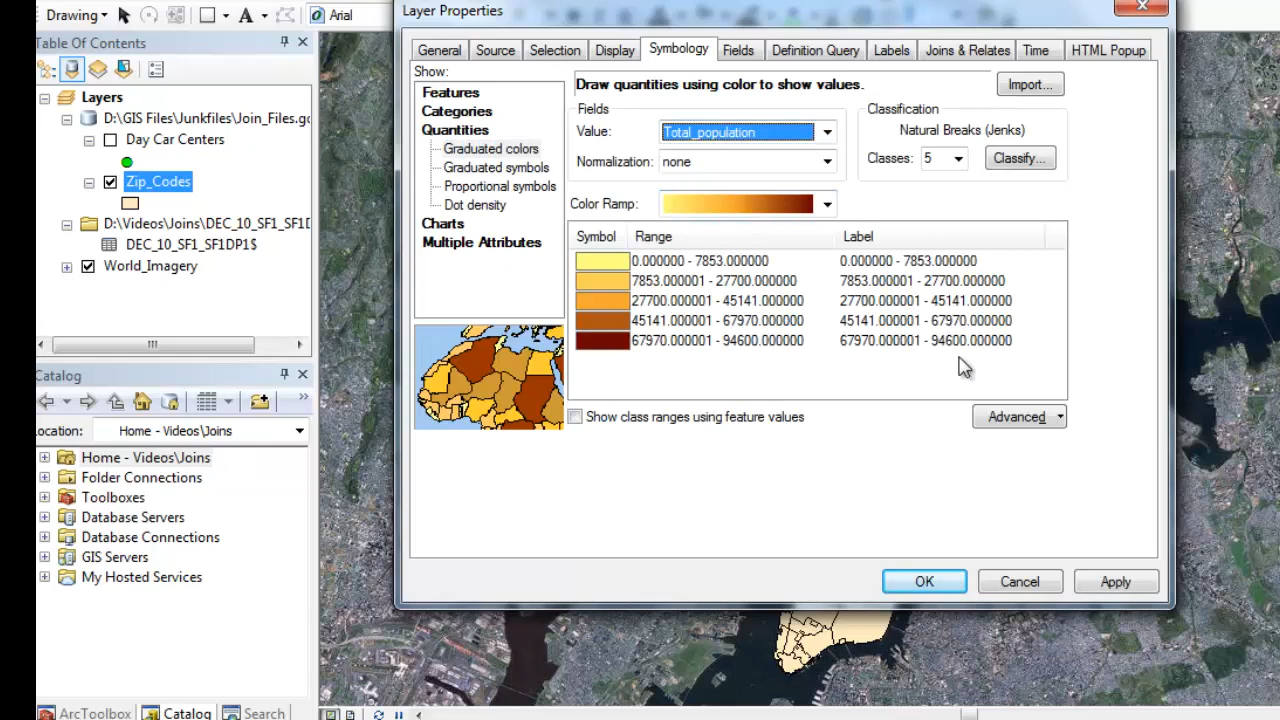 Drawing
A
Arial
Layer Properties
Table Of Contents
Layers
D:\GIS Files\Junkfiles\Join_Files.gc
Day Car Centers
Zip_Codes
D:\Videos\Joins\DEC_10_SF1_SF1D
DEC_10_SF1_SF1DP1$
World_Imagery
Catalog
ocation:
Home - Videos\Joins
Home - Videos\Joins
Folder Connections
Toolboxes
Database Servers
Database Connections
GIS Servers
My Hosted Services
ArcToolbox
Catalog
Search
General
Source
Selection
Display
Symbology
Fields
Definition Query
Labels
Joins & Relates
Time
HTML Popup
Show:
Features
Categories
Quantities
Graduated colors
Graduated symbols
Proportional symbols
Dot density
Charts
Multiple Attributes
Draw quantities using color to show values.
Import...
Fields
Value:
Total_population
Normalization:
none
Classification
Natural Breaks (Jenks)
Classes:
5
Classify...
Color Ramp:
Symbol Range Label
0.000000 - 7853.000000 0.000000 - 7853.000000
7853.000001 - 27700.000000 7853.000001 - 27700.000000
27700.000001 - 45141.000000 27700.000001 - 45141.000000
45141.000001 - 67970.000000 45141.000001 - 67970.000000
67970.000001 - 94600.000000 67970.000001 - 94600.000000
Show class ranges using feature values
Advanced
OK
Cancel
Apply